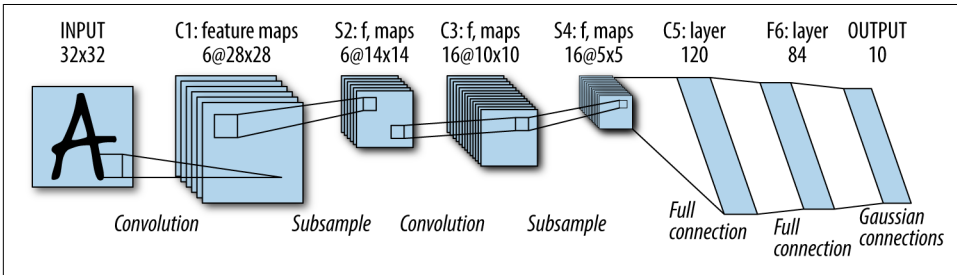 INPUT
32x32
C1: feature maps
6@28x28
S2: f, maps
6@14x14
C3: f, maps
16@10x10
S4: f, maps
16@5x5
C5: layer
120
F6: layer
84
OUTPUT
10
A
Convolution
Subsample
Convolution
Subsample
Full
connection
Full
connection
Gaussian
connections